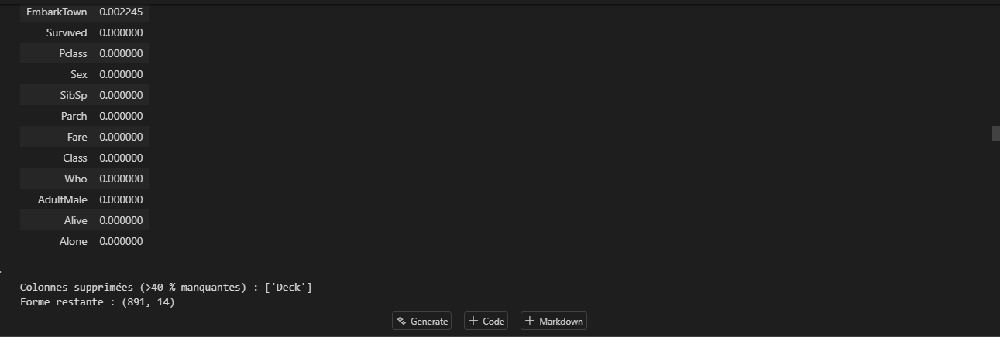 EmbarkTown 0.002245
Survived 0.000000
Pclass 0.000000
Sex 0.000000
SibSp 0.000000
Parch 0.000000
Fare 0.000000
Class 0.000000
Who 0.000000
AdultMale 0.000000
Alive 0.000000
Alone 0.000000
Colonnes supprimées (>40 % manquantes) : ['Deck']
Forme restante : (891, 14)
Generate + Code + Markdown